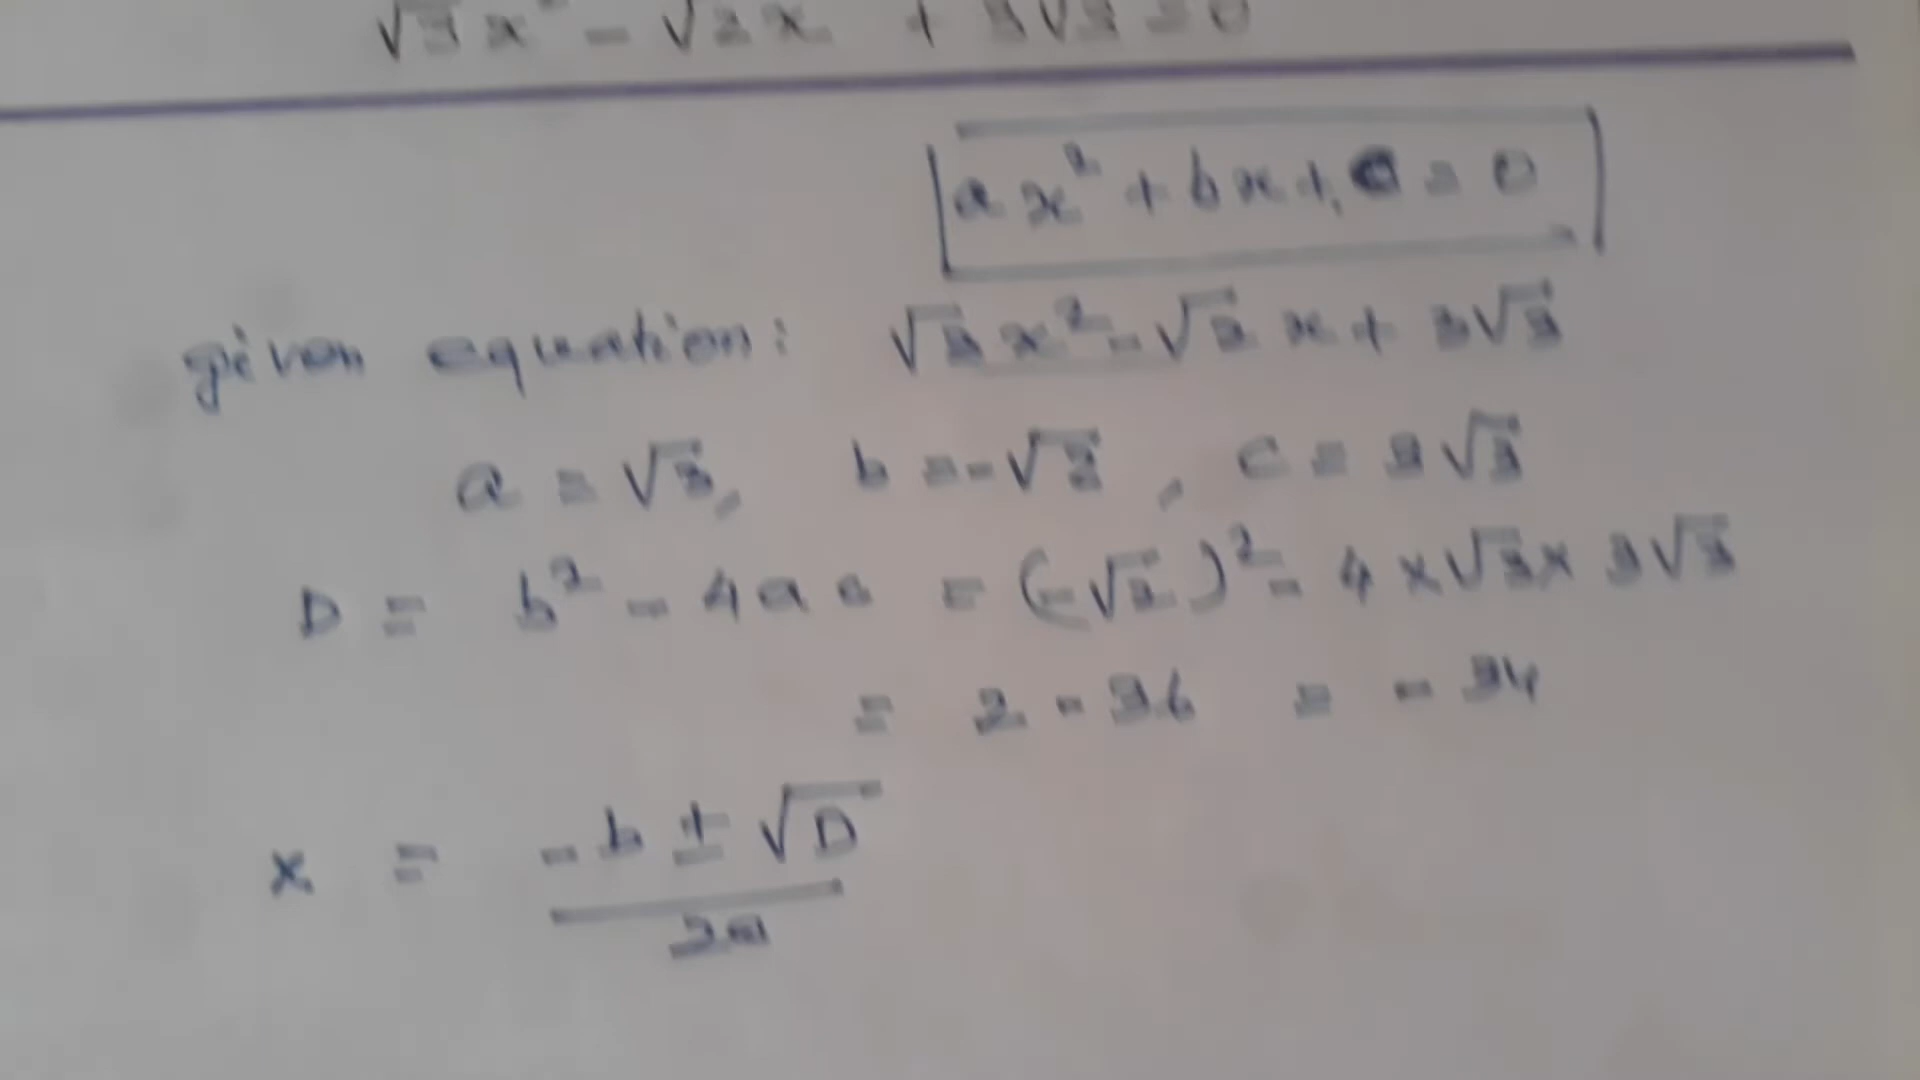 √3x² - √2x + 3√3 = 0
ax² + bx + c = 0
given equation: √3x² - √2x + 3√3
a = √3, b = -√2, c = 3√3
D = b² - 4ac = (-√2)² - 4 × √3 × 3√3
= 2 - 36 = -34
x = -b ± √D
2a